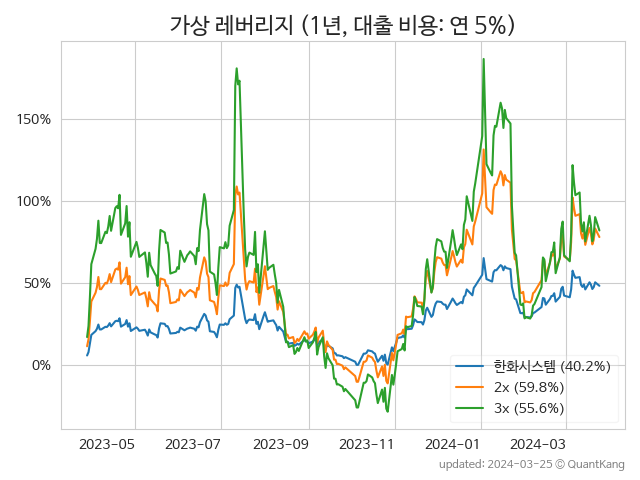 가상 레버리지 (1년, 대출 비용: 연 5%)
150%
100%
50%
0%
한화시스템 (40.2%)
2x (59.8%)
3x (55.6%)
2023-05 2023-07 2023-09 2023-11 2024-01 2024-03
updated: 2024-03-25 © QuantKang